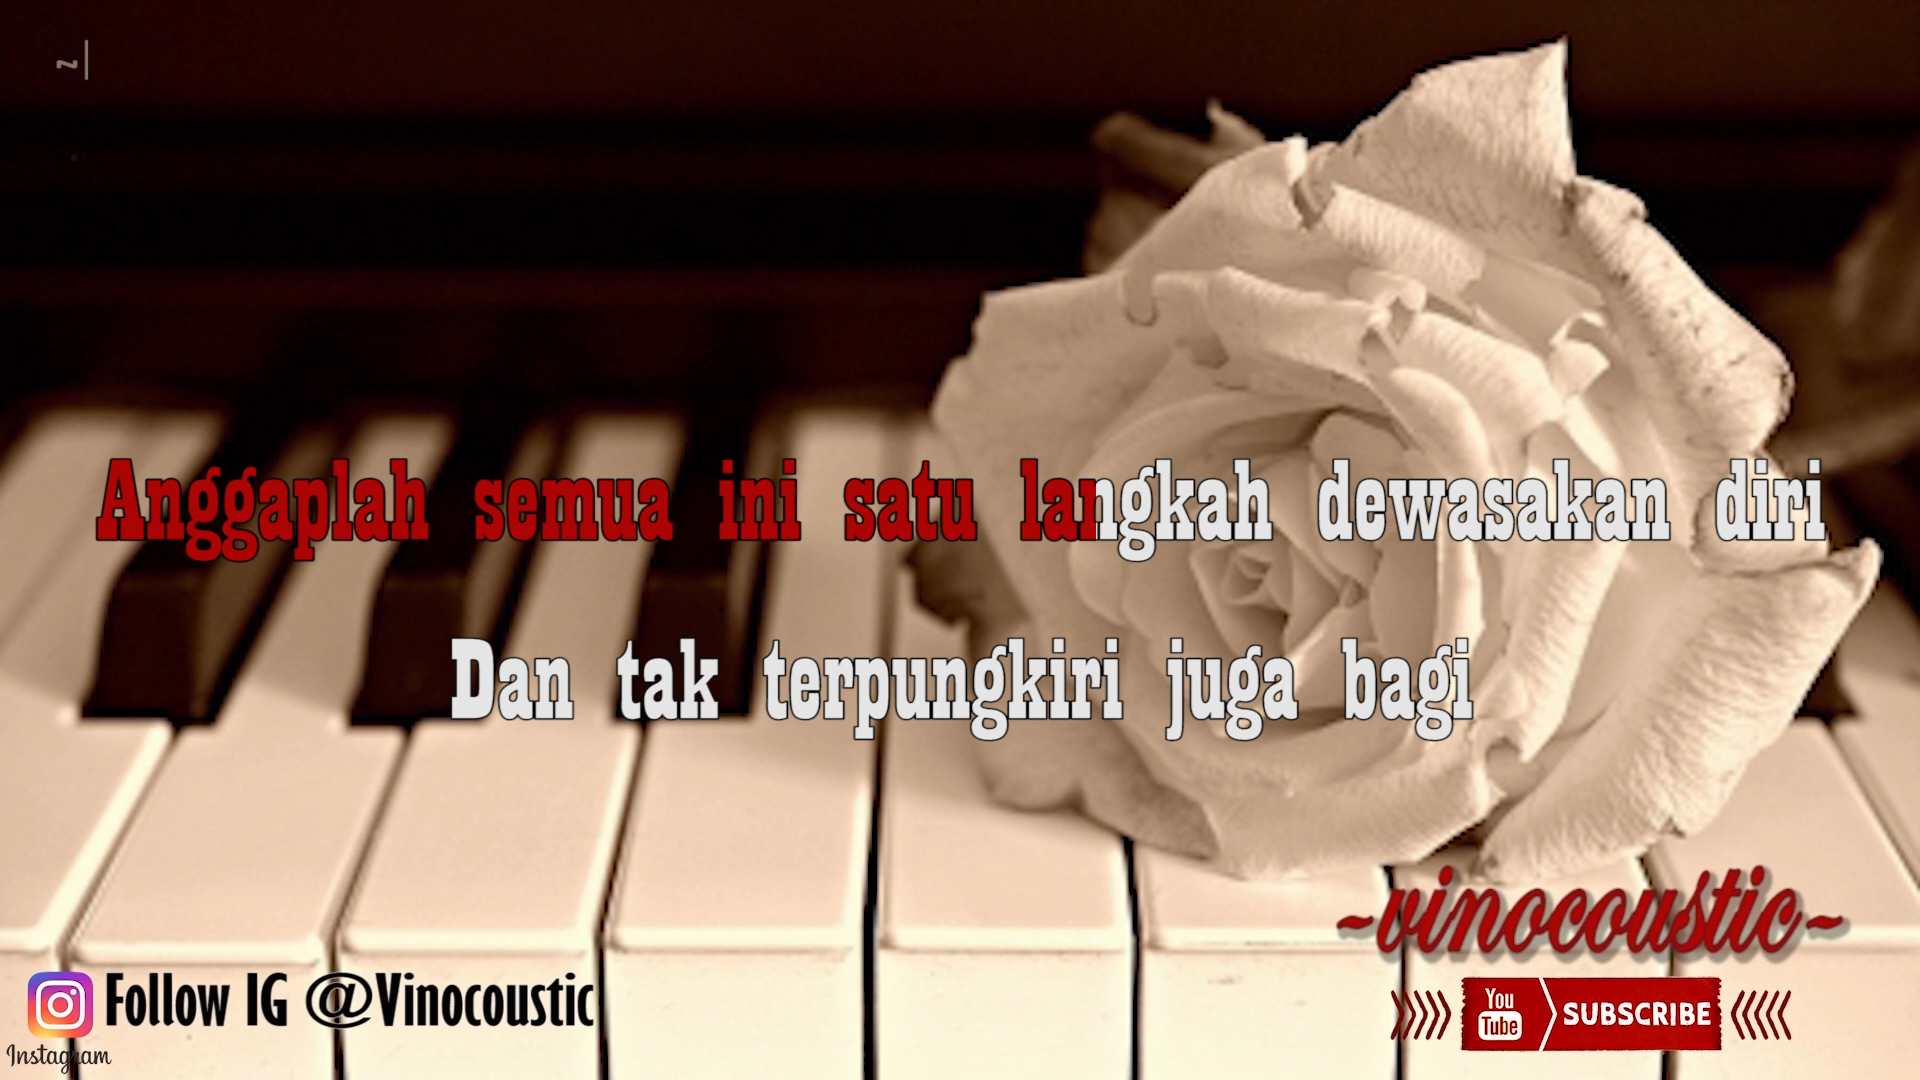 ~|
Anggaplah semua ini satu langkah dewasakan diri
Dan tak terpungkiri juga bagi
~vinocoustic~
Follow IG @Vinocoustic
You Tube SUBSCRIBE
Instagram